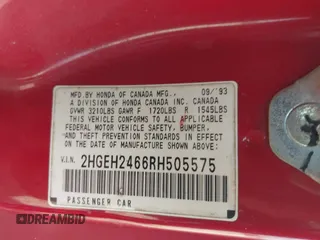 MFD. BY HONDA OF CANADA MFG., 09/'93
A DIVISION OF HONDA CANADA INC. CANADA
GVWR 3210LBS GAWR F 1720LBS R 1545LBS
THIS VEHICLE CONFORMS TO ALL APPLICABLE
FEDERAL MOTOR VEHICLE SAFETY, BUMPER,
AND THEFT PREVENTION STANDARDS IN EFFECT
ON THE DATE OF MANUFACTURE SHOWN ABOVE.
V.I.N. 2HGEH2466RH505575
PASSENGER CAR
DREAMBID